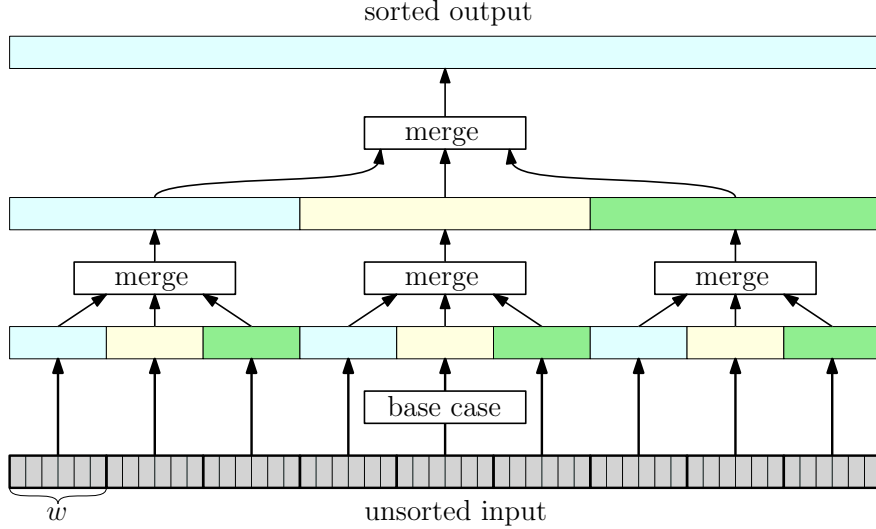 sorted output
merge
merge merge merge
base case
w unsorted input